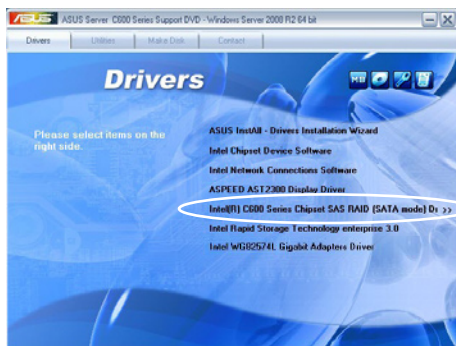 ASUS
ASUS Server C600 Series Support DVD - Windows Server 2008 R2 64 bit
Drivers
Utilities
Make Disk
Contact
Drivers
MB
Please select items on the
right side.
ASUS InstAll - Drivers Installation Wizard
Intel Chipset Device Software
Intel Network Connections Software
ASPEED AST2300 Display Driver
Intel(R) C600 Series Chipset SAS RAID (SATA mode) Dr >>
Intel Rapid Storage Technology enterprise 3.0
Intel WG82574L Gigabit Adapters Driver